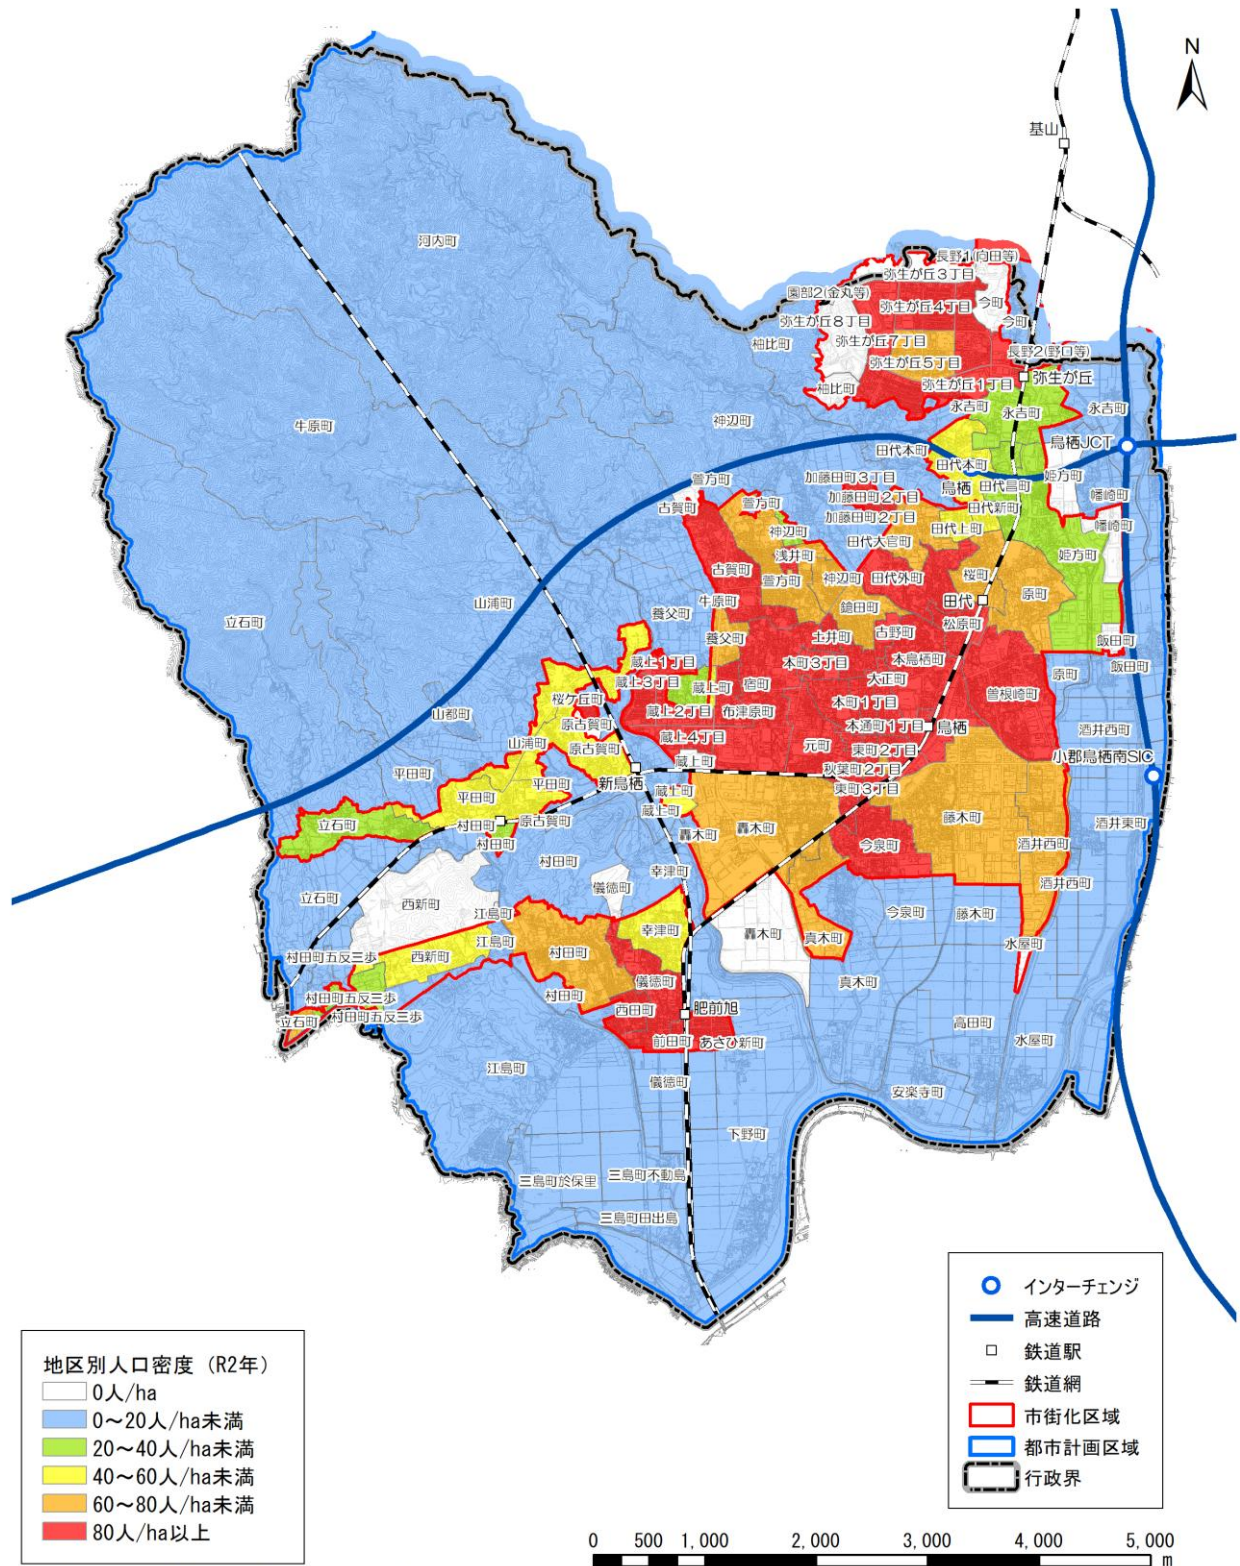 N
基山
河内町
長野1(向田等)
弥生が丘3丁目
園部2(金丸等)
今町
弥生が丘4丁目
弥生が丘8丁目
今町
弥生が丘7丁目
柚比町
長野2(野口等)
弥生が丘5丁目
弥生が丘
弥生が丘1丁目
柚比町
永吉町
永吉町
永吉町
牛原町
神辺町
鳥栖JCT
田代本町
田代本町
姫方町
加藤田町3丁目
萱方町
鳥栖
田代昌町
幡崎町
加藤田町2丁目
萱方町
古賀町
田代新町
加藤田町2丁目
田代上町
幡崎町
神辺町
田代大官町
浅井町
姫方町
古賀町
萱方町
神辺町
田代外町
桜町
原町
牛原町
田代
山浦町
鎗田町
養父町
立石町
松原町
養父町
土井町
古野町
飯田町
蔵上1丁目
本町3丁目
本鳥栖町
飯田町
原町
蔵上3丁目
蔵上町
宿町
大正町
曽根崎町
桜ケ丘町
本町1丁目
蔵上2丁目
布津原町
山都町
原古賀町
本通町1丁目
鳥栖
酒井西町
蔵上4丁目
山浦町
原古賀町
元町
東町2丁目
小郡鳥栖南SIC
蔵上町
秋葉町2丁目
平田町
平田町
新鳥栖
蔵上町
東町3丁目
平田町
蔵上町
藤木町
立石町
村田町
原古賀町
轟木町
轟木町
酒井東町
村田町
今泉町
酒井西町
村田町
幸津町
儀徳町
酒井西町
立石町
西新町
江島町
今泉町
藤木町
幸津町
轟木町
真木町
江島町
水屋町
村田町
村田町五反三歩
西新町
儀徳町
真木町
村田町五反三歩
村田町
西田町
肥前旭
立石町
村田町五反三歩
高田町
前田町
あさひ新町
水屋町
江島町
儀徳町
安楽寺町
下野町
三島町不動島
三島町於保里
三島町田出島
インターチェンジ
高速道路
鉄道駅
鉄道網
市街化区域
都市計画区域
行政界
地区別人口密度（R2年）
0人/ha
0～20人/ha未満
20～40人/ha未満
40～60人/ha未満
60～80人/ha未満
80人/ha以上
0 500 1,000 2,000 3,000 4,000 5,000
m